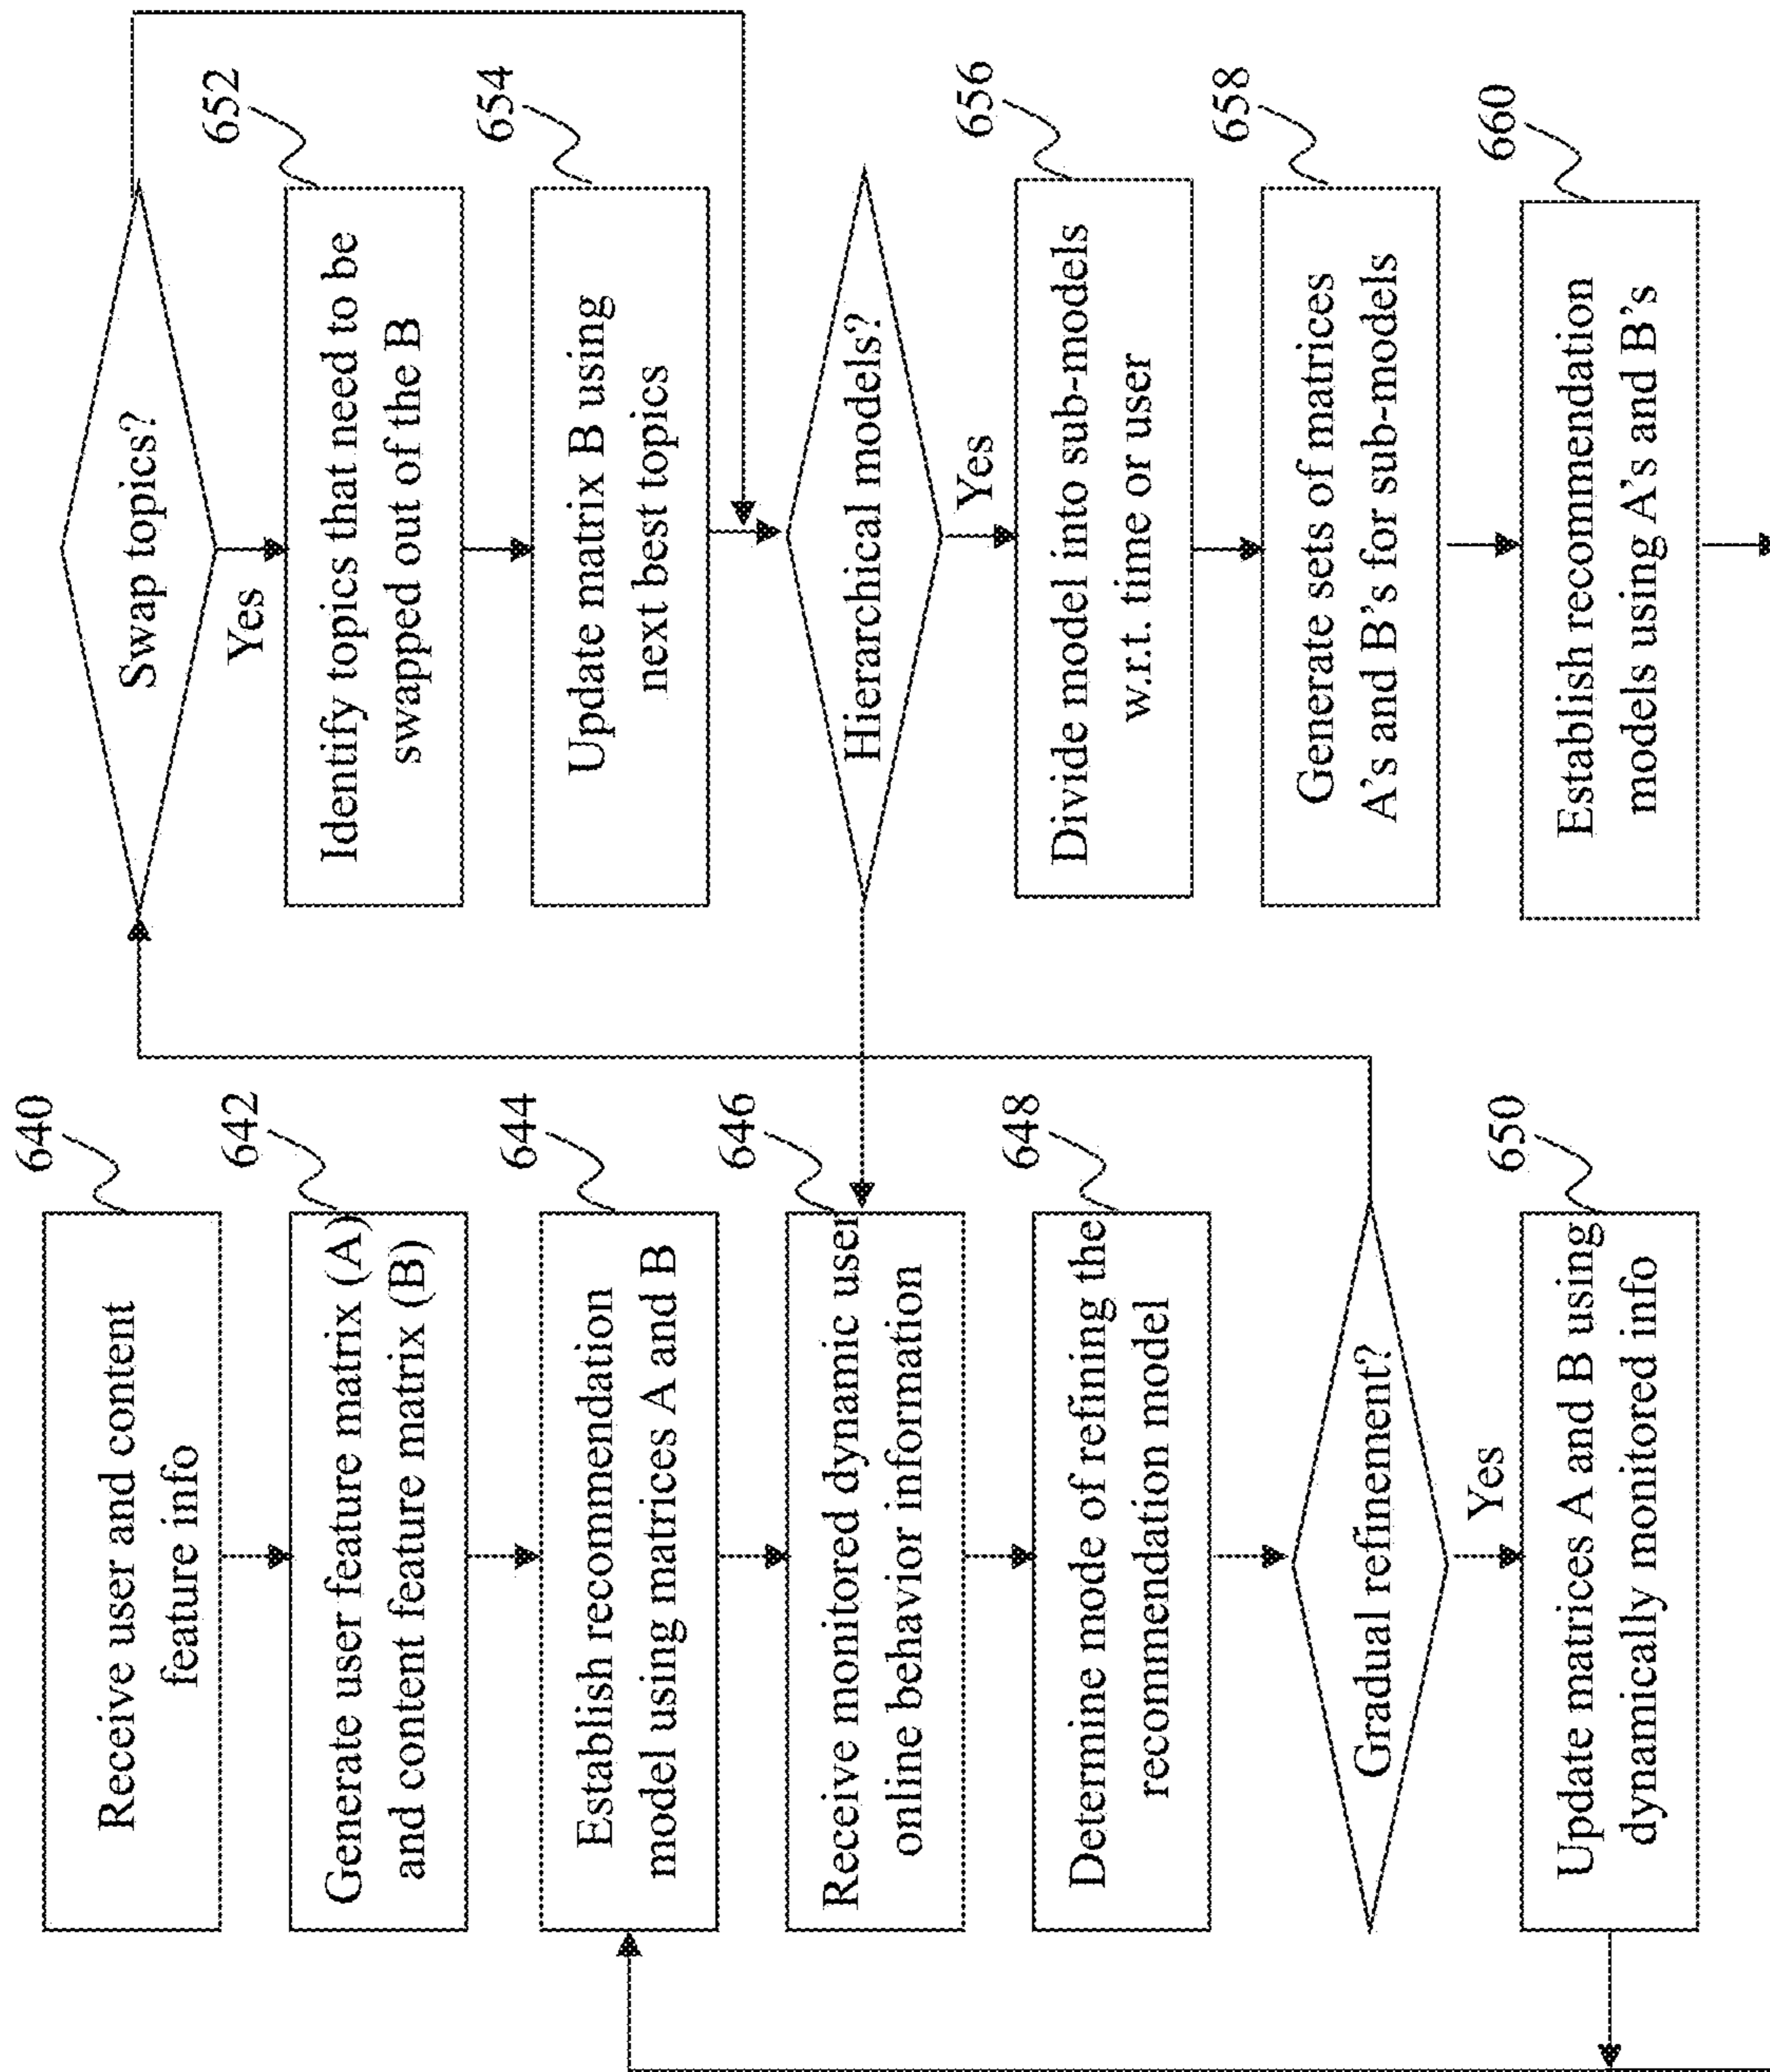 640
Receive user and content
feature info
642
Generate user feature matrix (A)
and content feature matrix (B)
644
Establish recommendation
model using matrices A and B
646
Receive monitored dynamic user
online behavior information
648
Determine mode of refining the
recommendation model
Gradual refinement?
Yes
650
Update matrices A and B using
dynamically monitored info
Swap topics?
Yes
652
Identify topics that need to be
swapped out of the B
654
Update matrix B using
next best topics
Hierarchical models?
Yes
656
Divide model into sub-models
w.r.t. time or user
658
Generate sets of matrices
A's and B's for sub-models
660
Establish recommendation
models using A's and B's